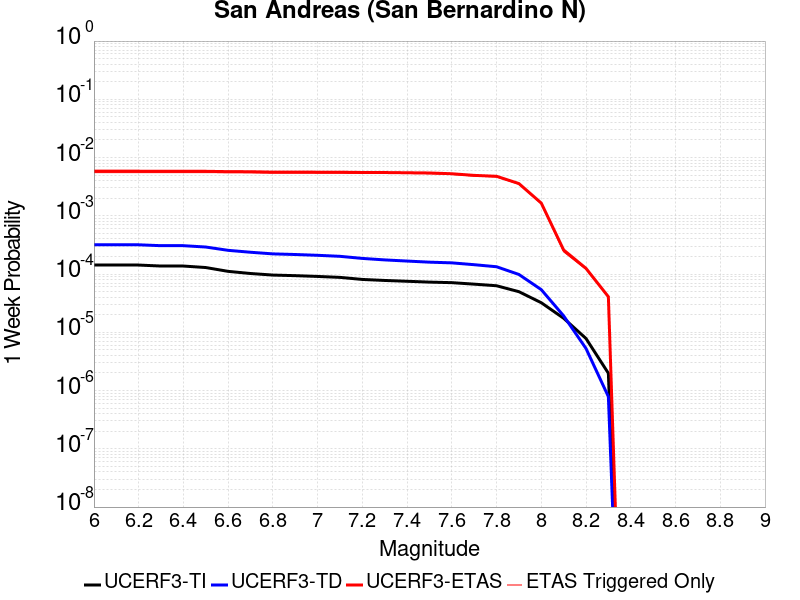 San Andreas (San Bernardino N)
10^0
10^-1
10^-2
10^-3
10^-4
10^-5
10^-6
10^-7
10^-8
1 Week Probability
6 6.2 6.4 6.6 6.8 7 7.2 7.4 7.6 7.8 8 8.2 8.4 8.6 8.8 9
Magnitude
UCERF3-TI UCERF3-TD UCERF3-ETAS ETAS Triggered Only